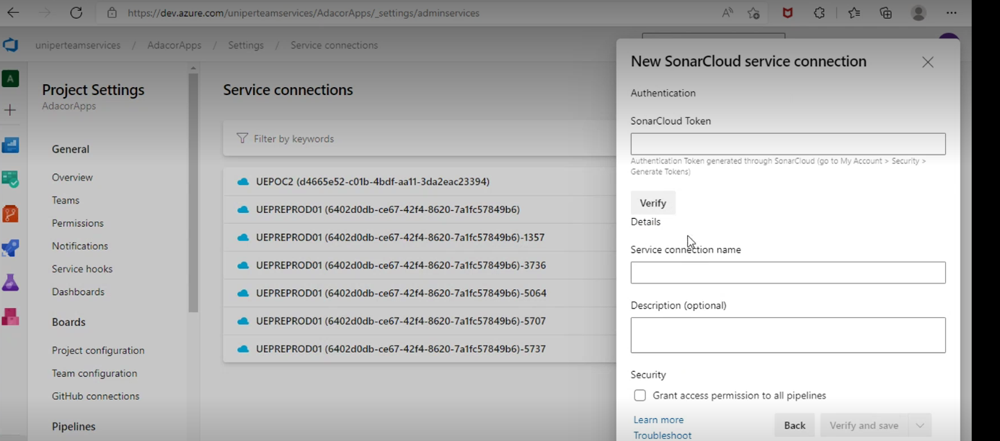 https://dev.azure.com/uniperteamservices/AdacorApps/_settings/adminservices
uniperteamservices / AdacorApps / Settings / Service connections
A
Project Settings
AdacorApps
General
Overview
Teams
Permissions
Notifications
Service hooks
Dashboards
Boards
Project configuration
Team configuration
GitHub connections
Pipelines
Service connections
Filter by keywords
UEPOC2 (d4665e52-c01b-4bdf-aa11-3da2eac23394)
UEPREPROD01 (6402d0db-ce67-42f4-8620-7a1fc57849b6)
UEPREPROD01 (6402d0db-ce67-42f4-8620-7a1fc57849b6)-1357
UEPREPROD01 (6402d0db-ce67-42f4-8620-7a1fc57849b6)-3736
UEPREPROD01 (6402d0db-ce67-42f4-8620-7a1fc57849b6)-5064
UEPREPROD01 (6402d0db-ce67-42f4-8620-7a1fc57849b6)-5707
UEPREPROD01 (6402d0db-ce67-42f4-8620-7a1fc57849b6)-5737
New SonarCloud service connection
Authentication
SonarCloud Token
Authentication Token generated through SonarCloud (go to My Account > Security >
Generate Tokens)
Verify
Details
Service connection name
Description (optional)
Security
Grant access permission to all pipelines
Learn more
Troubleshoot
Back
Verify and save